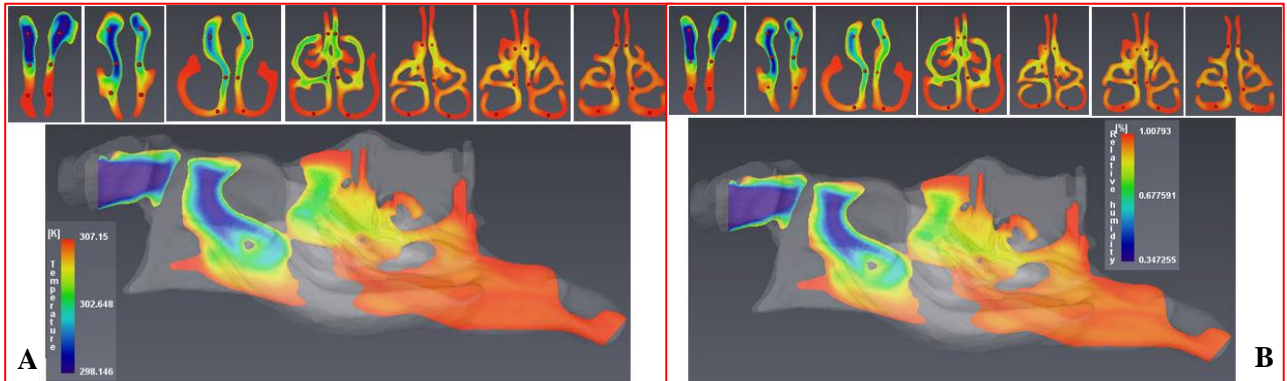 [K]
307.15
Temperature
302.648
298.146
A
[%]
1.00793
Relative humidity
0.677591
0.347255
B